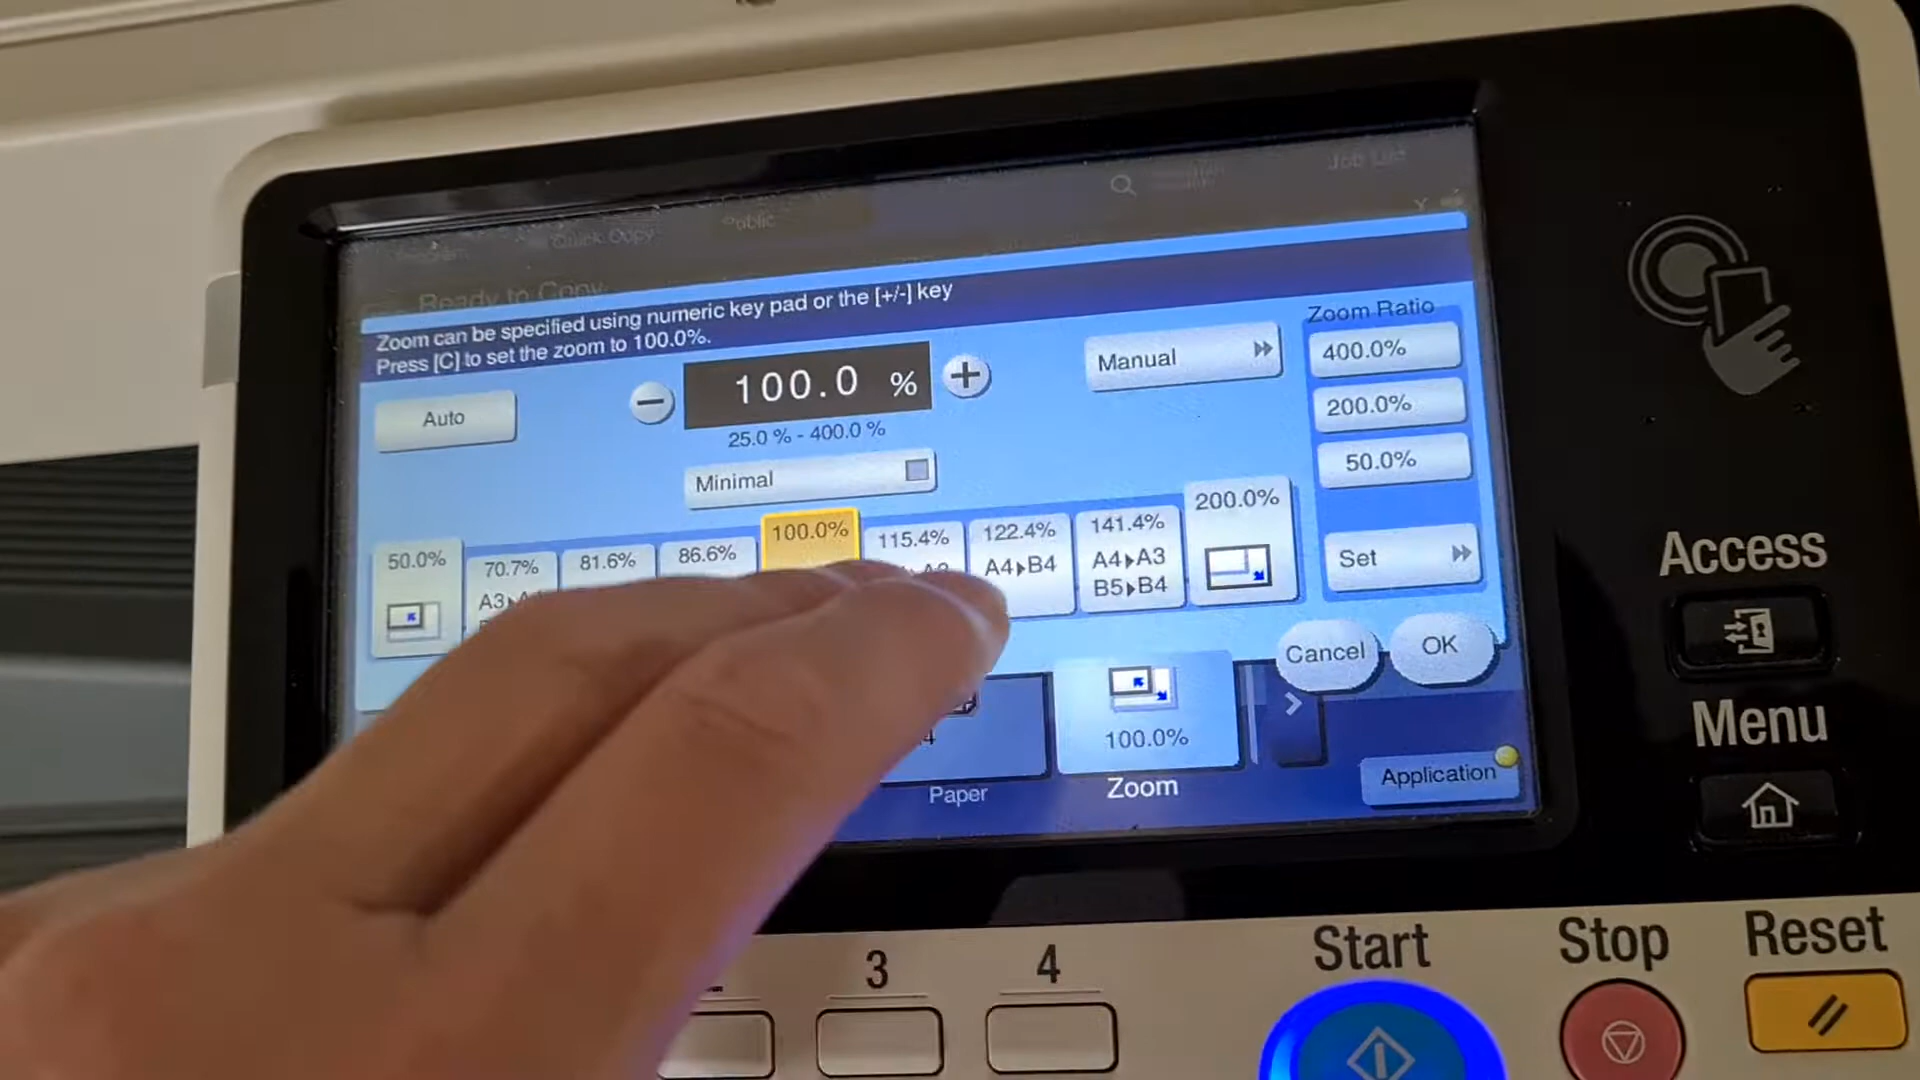 Job List
Public
Quick Copy
Ready to Copy
Zoom can be specified using numeric key pad or the [+/-] key
Press [C] to set the zoom to 100.0%.
Auto
− 100.0 % +
25.0 % - 400.0 %
Minimal
Manual
Zoom Ratio
400.0%
200.0%
50.0%
Set
50.0%
70.7%
81.6%
86.6%
100.0%
115.4%
122.4%
A4▸B4
141.4%
A4▸A3
B5▸B4
200.0%
Cancel
OK
100.0%
Paper
Zoom
Application
Access
Menu
3
4
Start
Stop
Reset